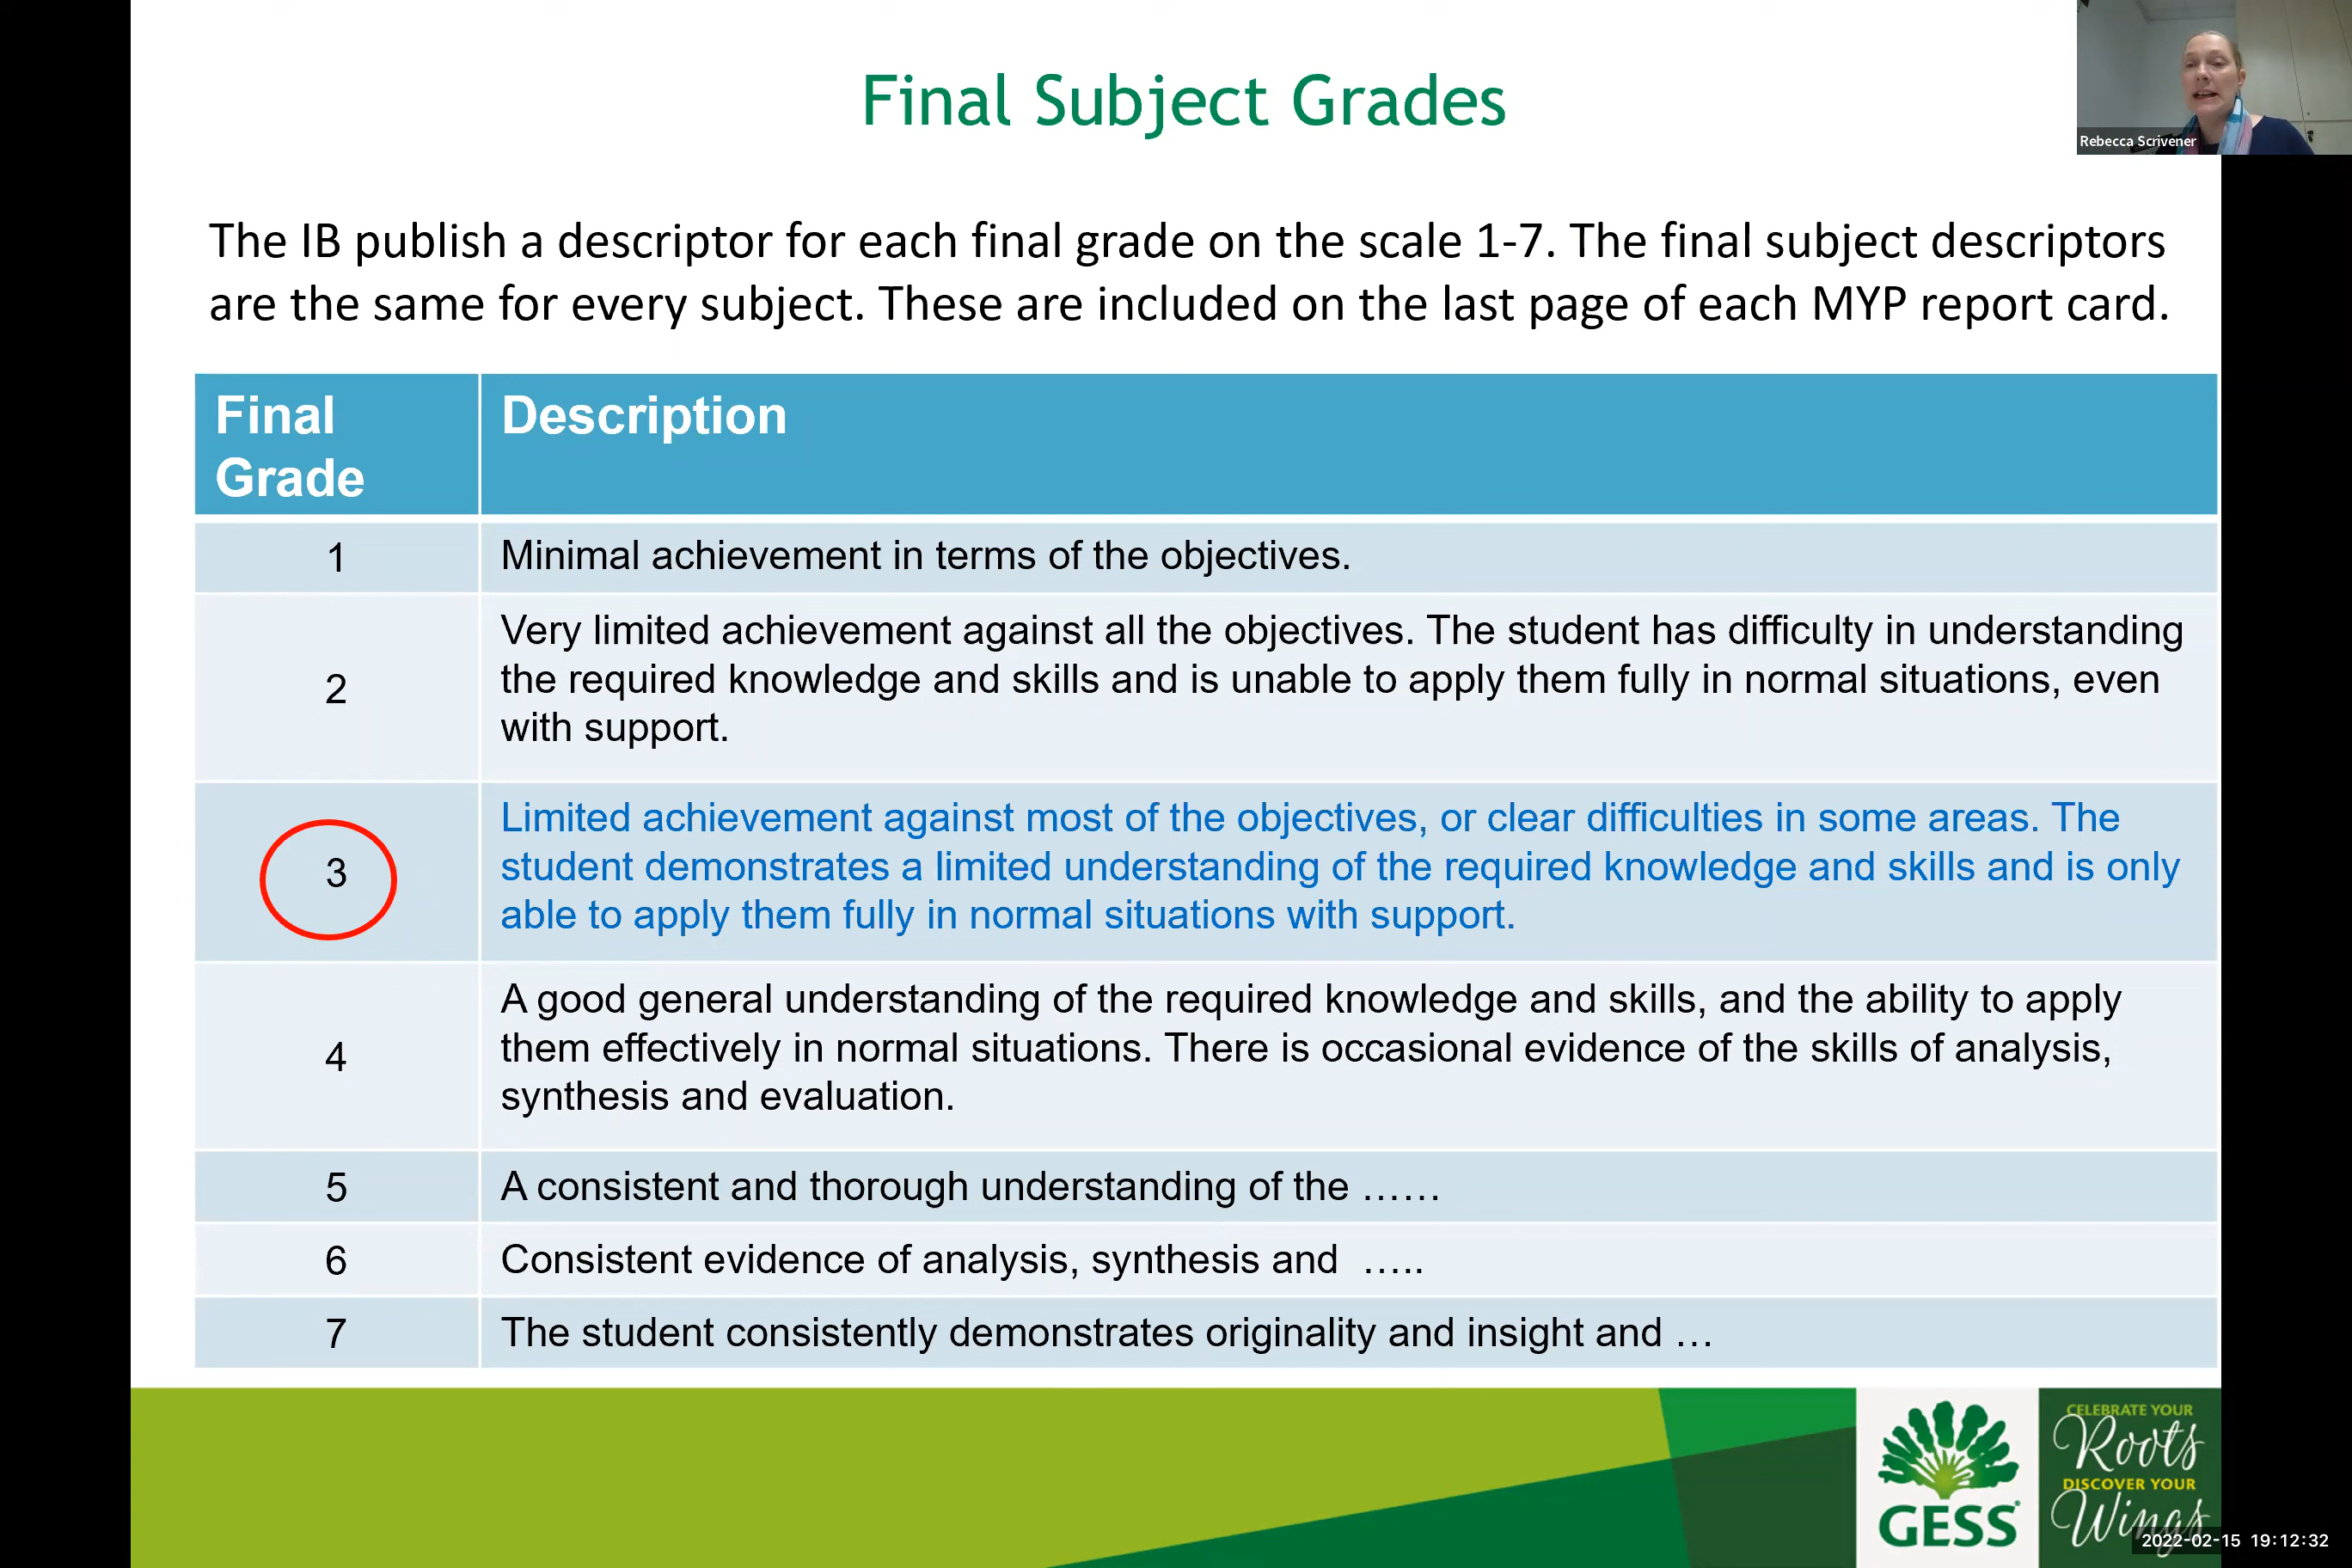 Final Subject Grades
Rebecca Scrivener
The IB publish a descriptor for each final grade on the scale 1-7. The final subject descriptors
are the same for every subject. These are included on the last page of each MYP report card.
Final
Grade
Description
1
Minimal achievement in terms of the objectives.
2
Very limited achievement against all the objectives. The student has difficulty in understanding
the required knowledge and skills and is unable to apply them fully in normal situations, even
with support.
3
Limited achievement against most of the objectives, or clear difficulties in some areas. The
student demonstrates a limited understanding of the required knowledge and skills and is only
able to apply them fully in normal situations with support.
4
A good general understanding of the required knowledge and skills, and the ability to apply
them effectively in normal situations. There is occasional evidence of the skills of analysis,
synthesis and evaluation.
5
A consistent and thorough understanding of the ……
6
Consistent evidence of analysis, synthesis and  …..
7
The student consistently demonstrates originality and insight and …
GESS
CELEBRATE YOUR
Roots
DISCOVER YOUR
Wings
2022-02-15 19:12:32